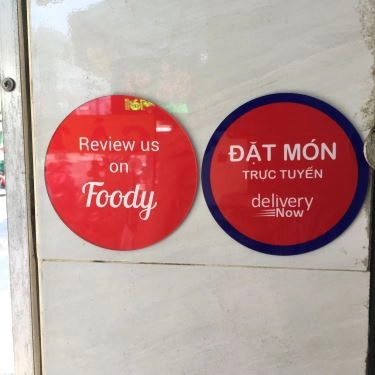 Review us
on
Foody
ĐẶT MÓN
TRỰC TUYẾN
delivery
Now